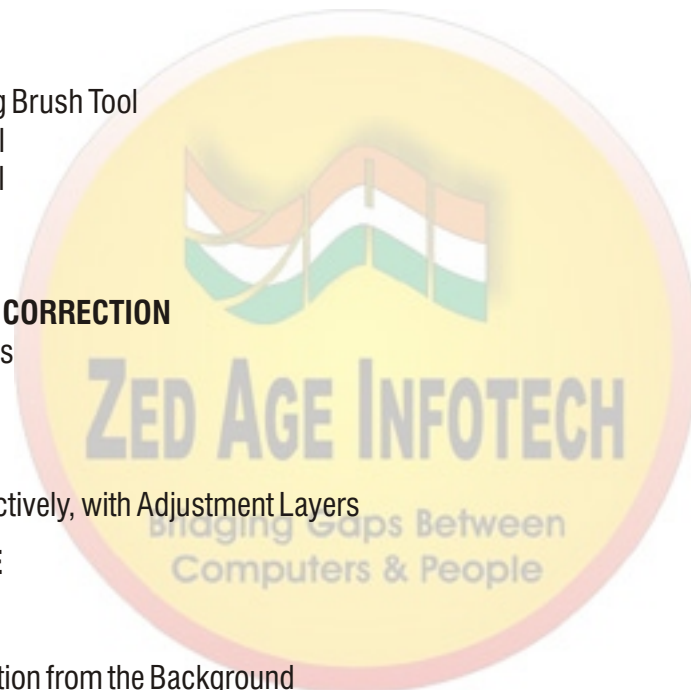 g Brush Tool
l
l
CORRECTION
s
ZED AGE INFOTECH
ctively, with Adjustment Layers
Bridging Gaps Between
E
Computers & People
tion from the Background